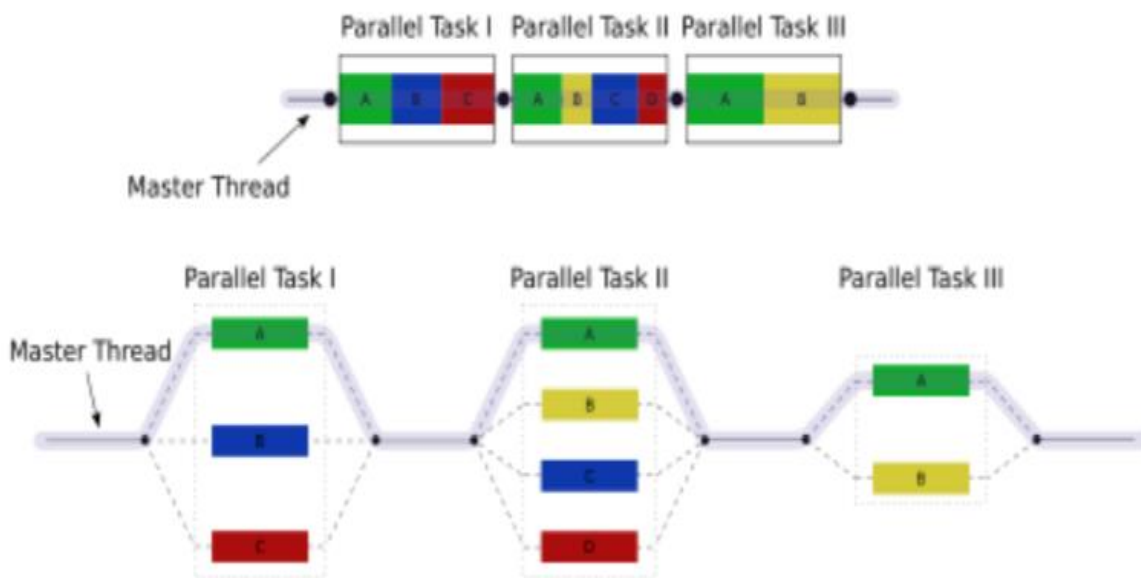 Parallel Task I Parallel Task II Parallel Task III
A B C A B C D A B
Master Thread
Parallel Task I Parallel Task II Parallel Task III
Master Thread
A A
A
B
B
C
B
C D